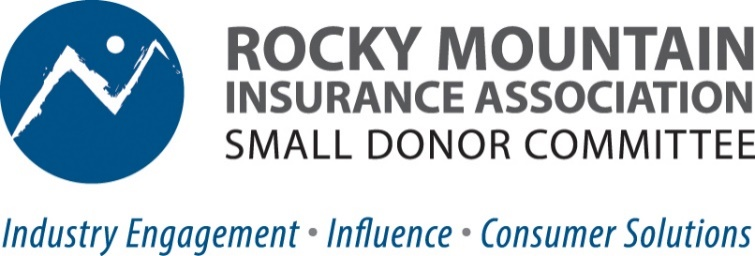 ROCKY MOUNTAIN
INSURANCE ASSOCIATION
SMALL DONOR COMMITTEE
Industry Engagement • Influence • Consumer Solutions